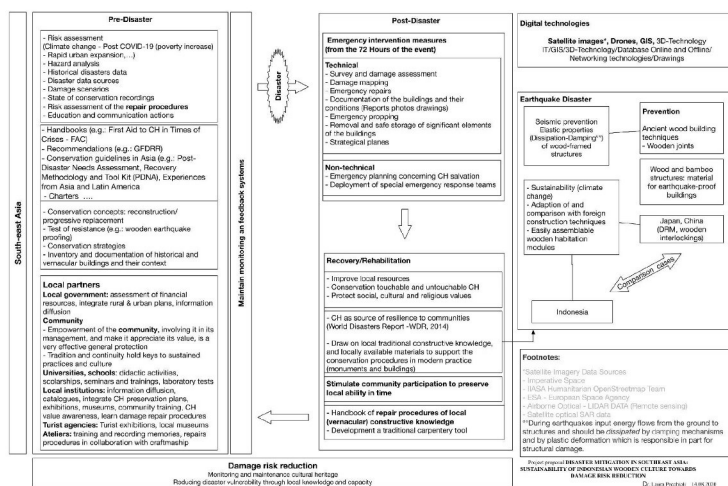 South-east Asia
Pre-Disaster
- Risk assessment
(Climate change - Post COVID-19 (poverty increase)
- Rapid urban expansion,...)
- Hazard analysis
- Historical disasters data
- Disaster data sources
- Damage scenarios
- State of conservation recordings
- Risk assessment of the repair procedures
- Education and communication actions
- Handbooks (e.g.: First Aid to CH in Times of
Crises - FAC)
- Recommendations (e.g.: GFDRR)
- Conservation guidelines in Asia (e.g.: Post-
Disaster Needs Assessment, Recovery
Methodology and Tool Kit (PDNA), Experiences
from Asia and Latin America
- Charters ....
- Conservation concepts: reconstruction/
progressive replacement
- Test of resistance (e.g.: wooden earthquake
proofing)
- Conservation strategies
- Inventory and documentation of historical and
vernacular buildings and their context
Local partners
Local government: assessment of financial
resources, integrate rural & urban plans, information
diffusion
Community
- Empowerment of the community, involving it in its
management, and make it appreciate its value, is a
very effective general protection
- Tradition and continuity hold keys to sustained
practices and culture
Universities, schools: didactic activities,
scolarships, seminars and trainings, laboratory tests
Local institutions: information diffusion,
catalogues, integrate CH preservation plans,
exhibitions, museums, community training, CH
value awareness, learn damage repair procedures
Turist agencies: Turist exhibitions, local museums
Ateliers: training and recording memories, repairs
procedures in collaboration with craftmaship
Maintain monitoring an feedback systems
Disaster
Post-Disaster
Emergency intervention measures
(from the 72 Hours of the event)
Technical
- Survey and damage assessment
- Damage mapping
- Emergency repairs
- Documentation of the buildings and their
conditions (Reports photos drawings)
- Emergency propping
- Removal and safe storage of significant elements
of the buildings
- Strategical planes
Non-technical
- Emergency planning concerning CH salvation
- Deployment of special emergency response teams
Recovery/Rehabilitation
- Improve local resources
- Conservation touchable and untouchable CH
- Protect social, cultural and religious values
- CH as source of resilience to communities
(World Disasters Report -WDR, 2014)
- Draw on local traditional constructive knowledge,
and locally available materials to support the
conservation procedures in modern practice
(monuments and buildings)
Stimulate community participation to preserve
local ability in time
- Handbook of repair procedures of local
(vernacular) constructive knowledge
- Development a traditional carpentery tool
Digital technologies
Satellite images*, Drones, GIS, 3D-Technology
IT/GIS/3D-Technology/Database Online and Offline/
Networking technologies/Drawings
Earthquake Disaster
Seismic prevention
Elastic properties
(Dissipation-Damping**)
of wood-framed
structures
Prevention
Ancient wood building
techniques
- Wooden joints
Wood and bamboo
structures: material
for earthquake-proof
buildings
- Sustainability (climate
change)
- Adaption of and
comparison with foreign
construction techniques
- Easily assemblable
wooden habitation
modules
Japan, China
(DRM, wooden
interlockings)
Comparison cases
Indonesia
Footnotes:
*Satellite Imagery Data Sources
- Imperative Space
- IIASA Humanitarian OpenStreetmap Team
- ESA - European Space Agency
- Airborne Optical - LIDAR DATA (Remote sensing)
- Satellite optical SAR data
**During earthquakes input energy flows from the ground to
structures and should be dissipated by damping mechanisms
and by plastic deformation which is responsible in part for
structural damage.
Damage risk reduction
Monitoring and maintenance cultural heritage
Reducing disaster vulnerability through local knowledge and capacity
Project proposal DISASTER MITIGATION IN SOUTHEAST ASIA:
SUSTAINABILITY OF INDONESIAN WOODEN CULTURE TOWARDS
DAMAGE RISK REDUCTION